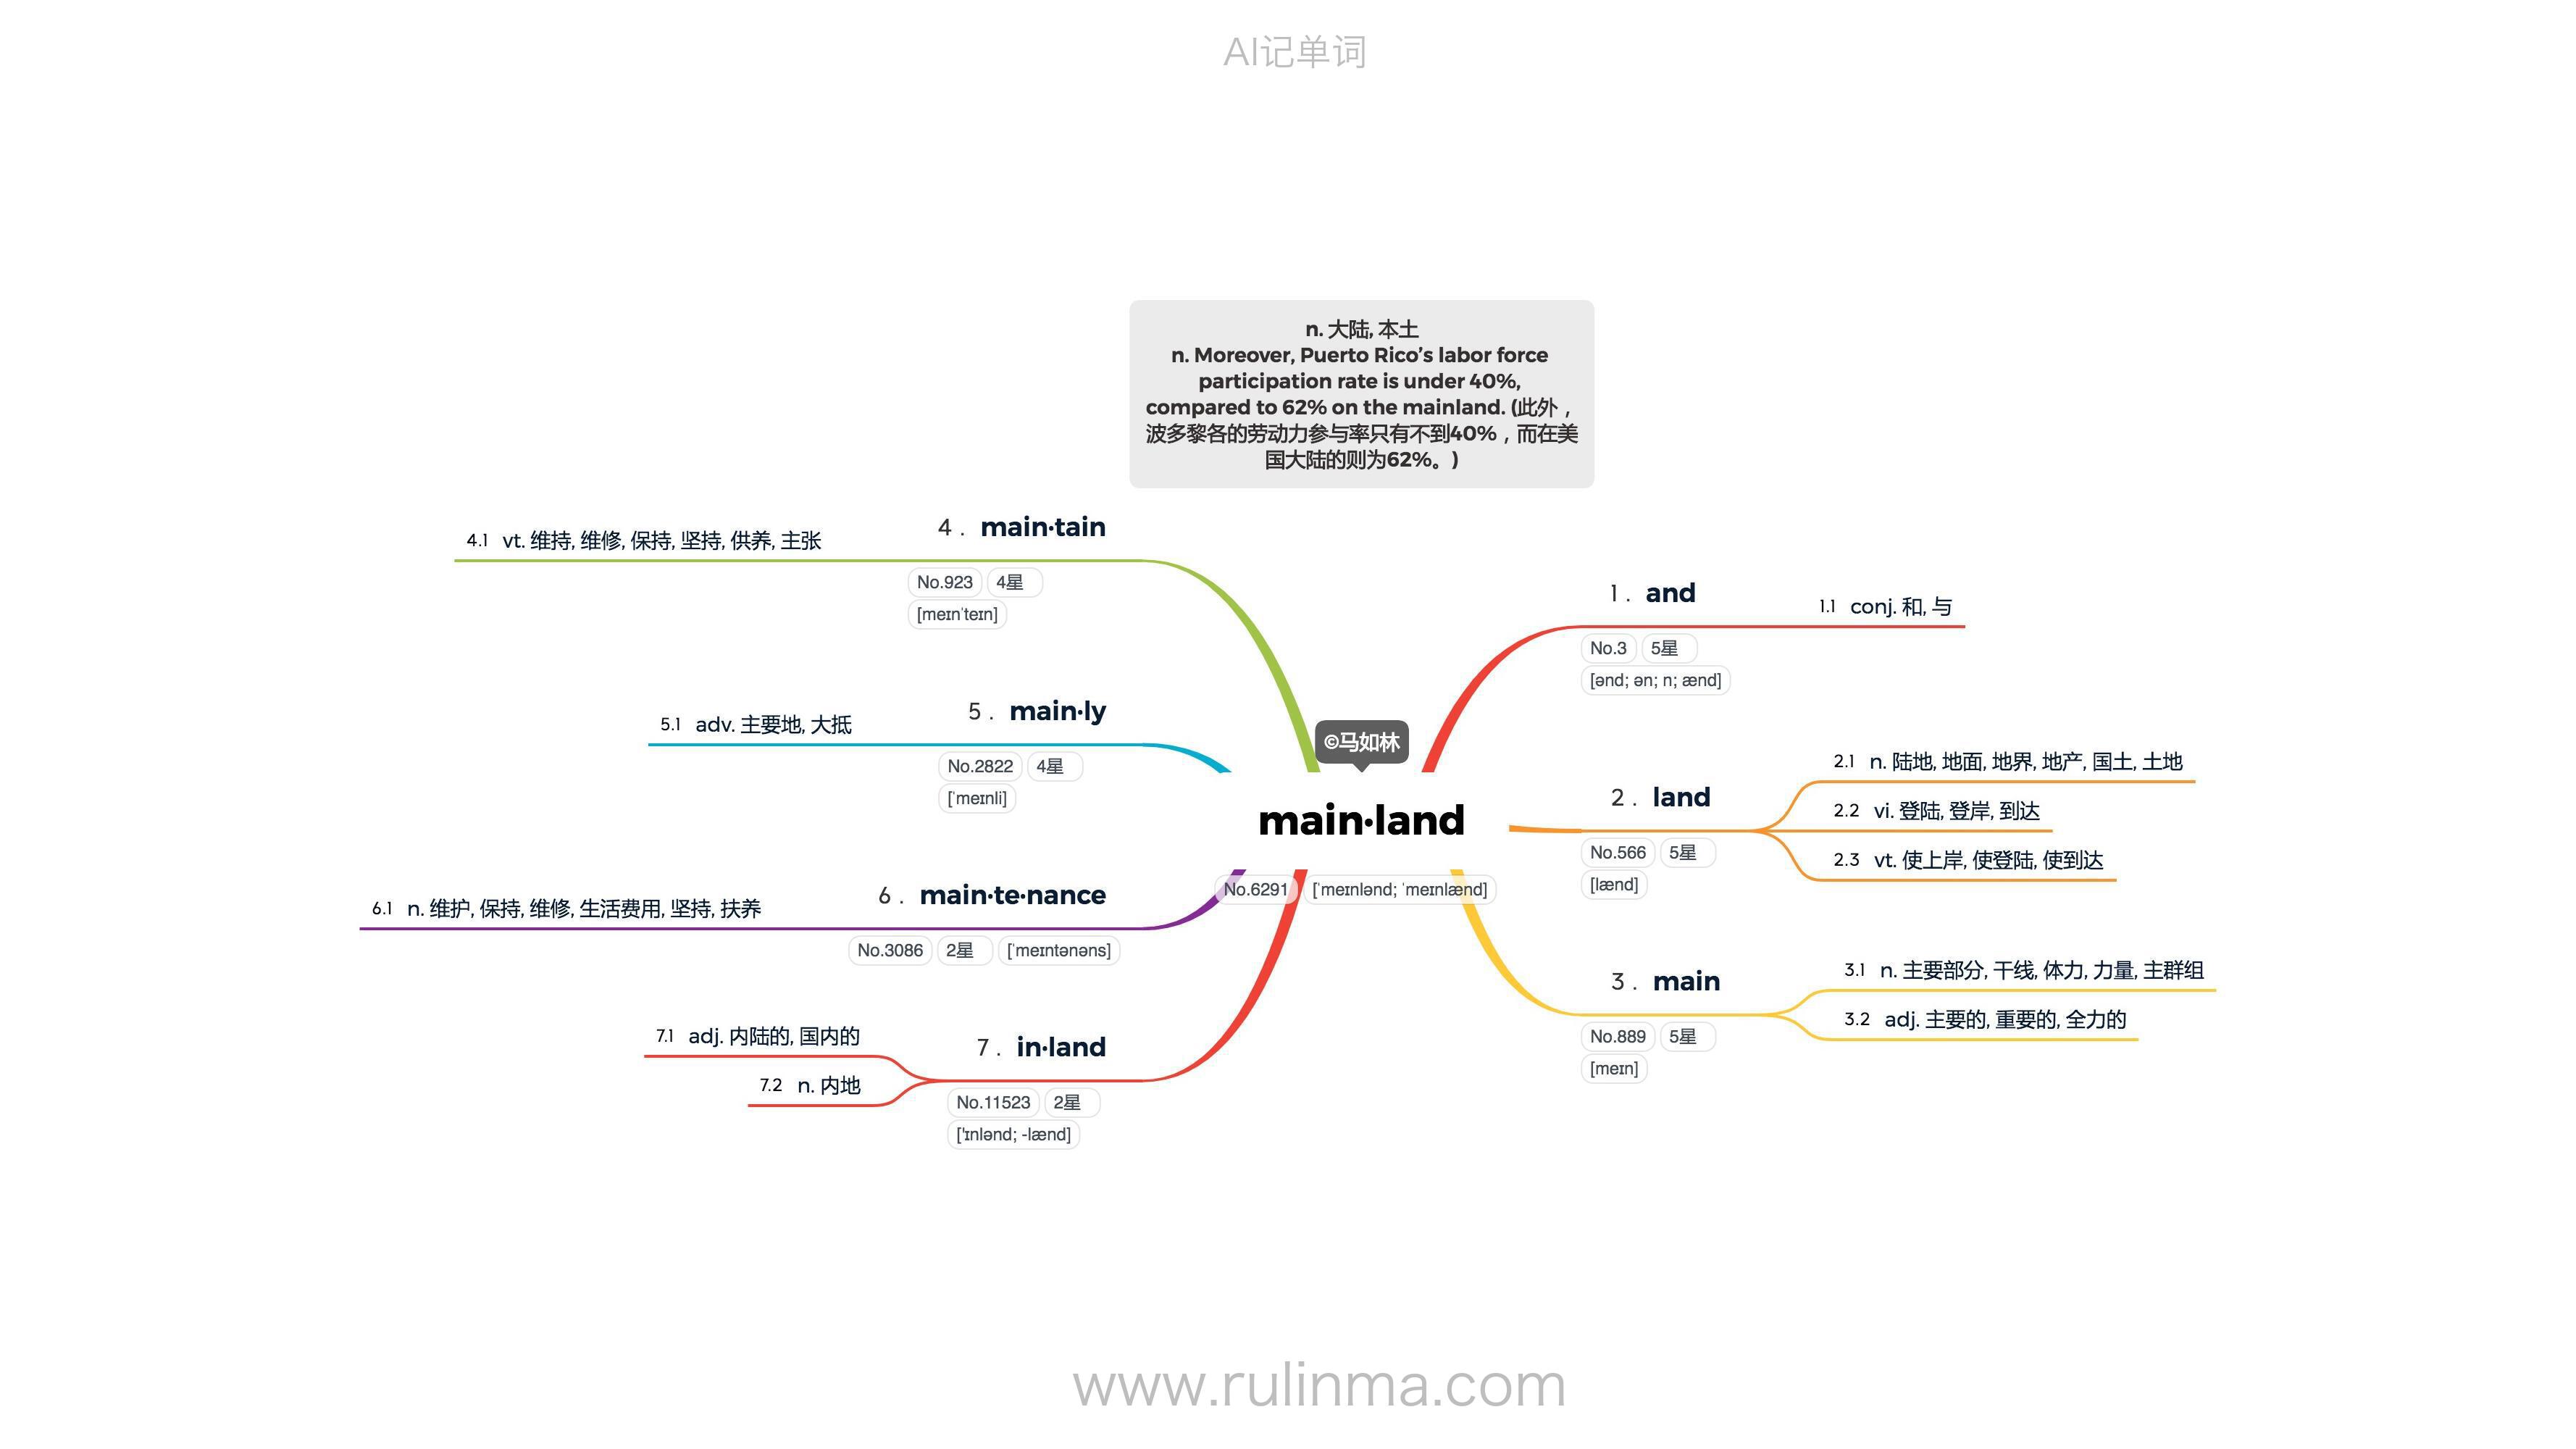 AI记单词
n. 大陆, 本土
n. Moreover, Puerto Rico’s labor force
participation rate is under 40%,
compared to 62% on the mainland. (此外，
波多黎各的劳动力参与率只有不到40%，而在美
国大陆的则为62%。)
©马如林
main·land
No.6291 [ˈmeɪnlənd; ˈmeɪnlænd]
1. and
No.3 5星
[ənd; ən; n; ænd]
1.1 conj. 和, 与
2. land
No.566 5星
[lænd]
2.1 n. 陆地, 地面, 地界, 地产, 国土, 土地
2.2 vi. 登陆, 登岸, 到达
2.3 vt. 使上岸, 使登陆, 使到达
3. main
No.889 5星
[meɪn]
3.1 n. 主要部分, 干线, 体力, 力量, 主群组
3.2 adj. 主要的, 重要的, 全力的
4. main·tain
No.923 4星
[meɪnˈteɪn]
4.1 vt. 维持, 维修, 保持, 坚持, 供养, 主张
5. main·ly
No.2822 4星
[ˈmeɪnli]
5.1 adv. 主要地, 大抵
6. main·te·nance
No.3086 2星 [ˈmeɪntənəns]
6.1 n. 维护, 保持, 维修, 生活费用, 坚持, 扶养
7. in·land
No.11523 2星
[ˈɪnlənd; -lænd]
7.1 adj. 内陆的, 国内的
7.2 n. 内地
www.rulinma.com